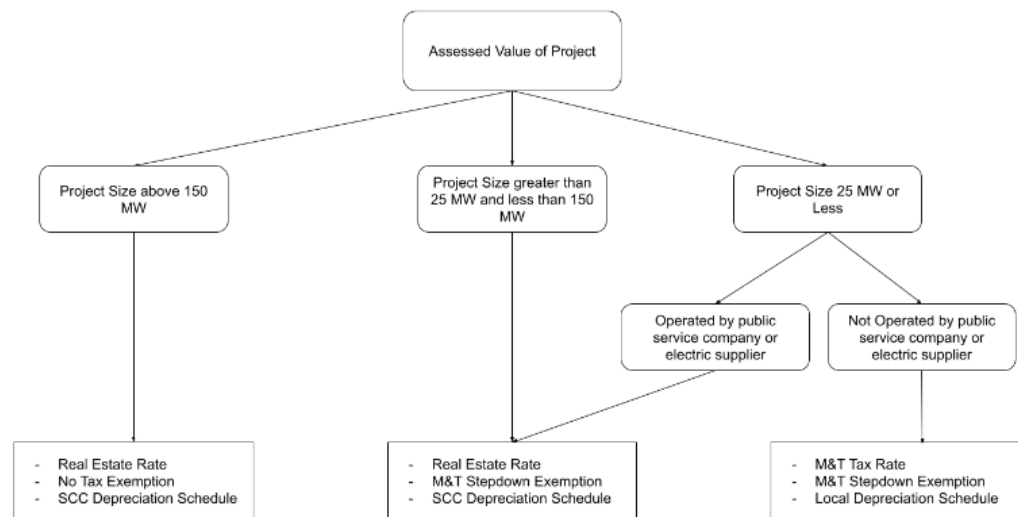 Assessed Value of Project
Project Size above 150
MW
Project Size greater than
25 MW and less than 150
MW
Project Size 25 MW or
Less
Operated by public
service company or
electric supplier
Not Operated by public
service company or
electric supplier
- Real Estate Rate
- No Tax Exemption
- SCC Depreciation Schedule
- Real Estate Rate
- M&T Stepdown Exemption
- SCC Depreciation Schedule
- M&T Tax Rate
- M&T Stepdown Exemption
- Local Depreciation Schedule